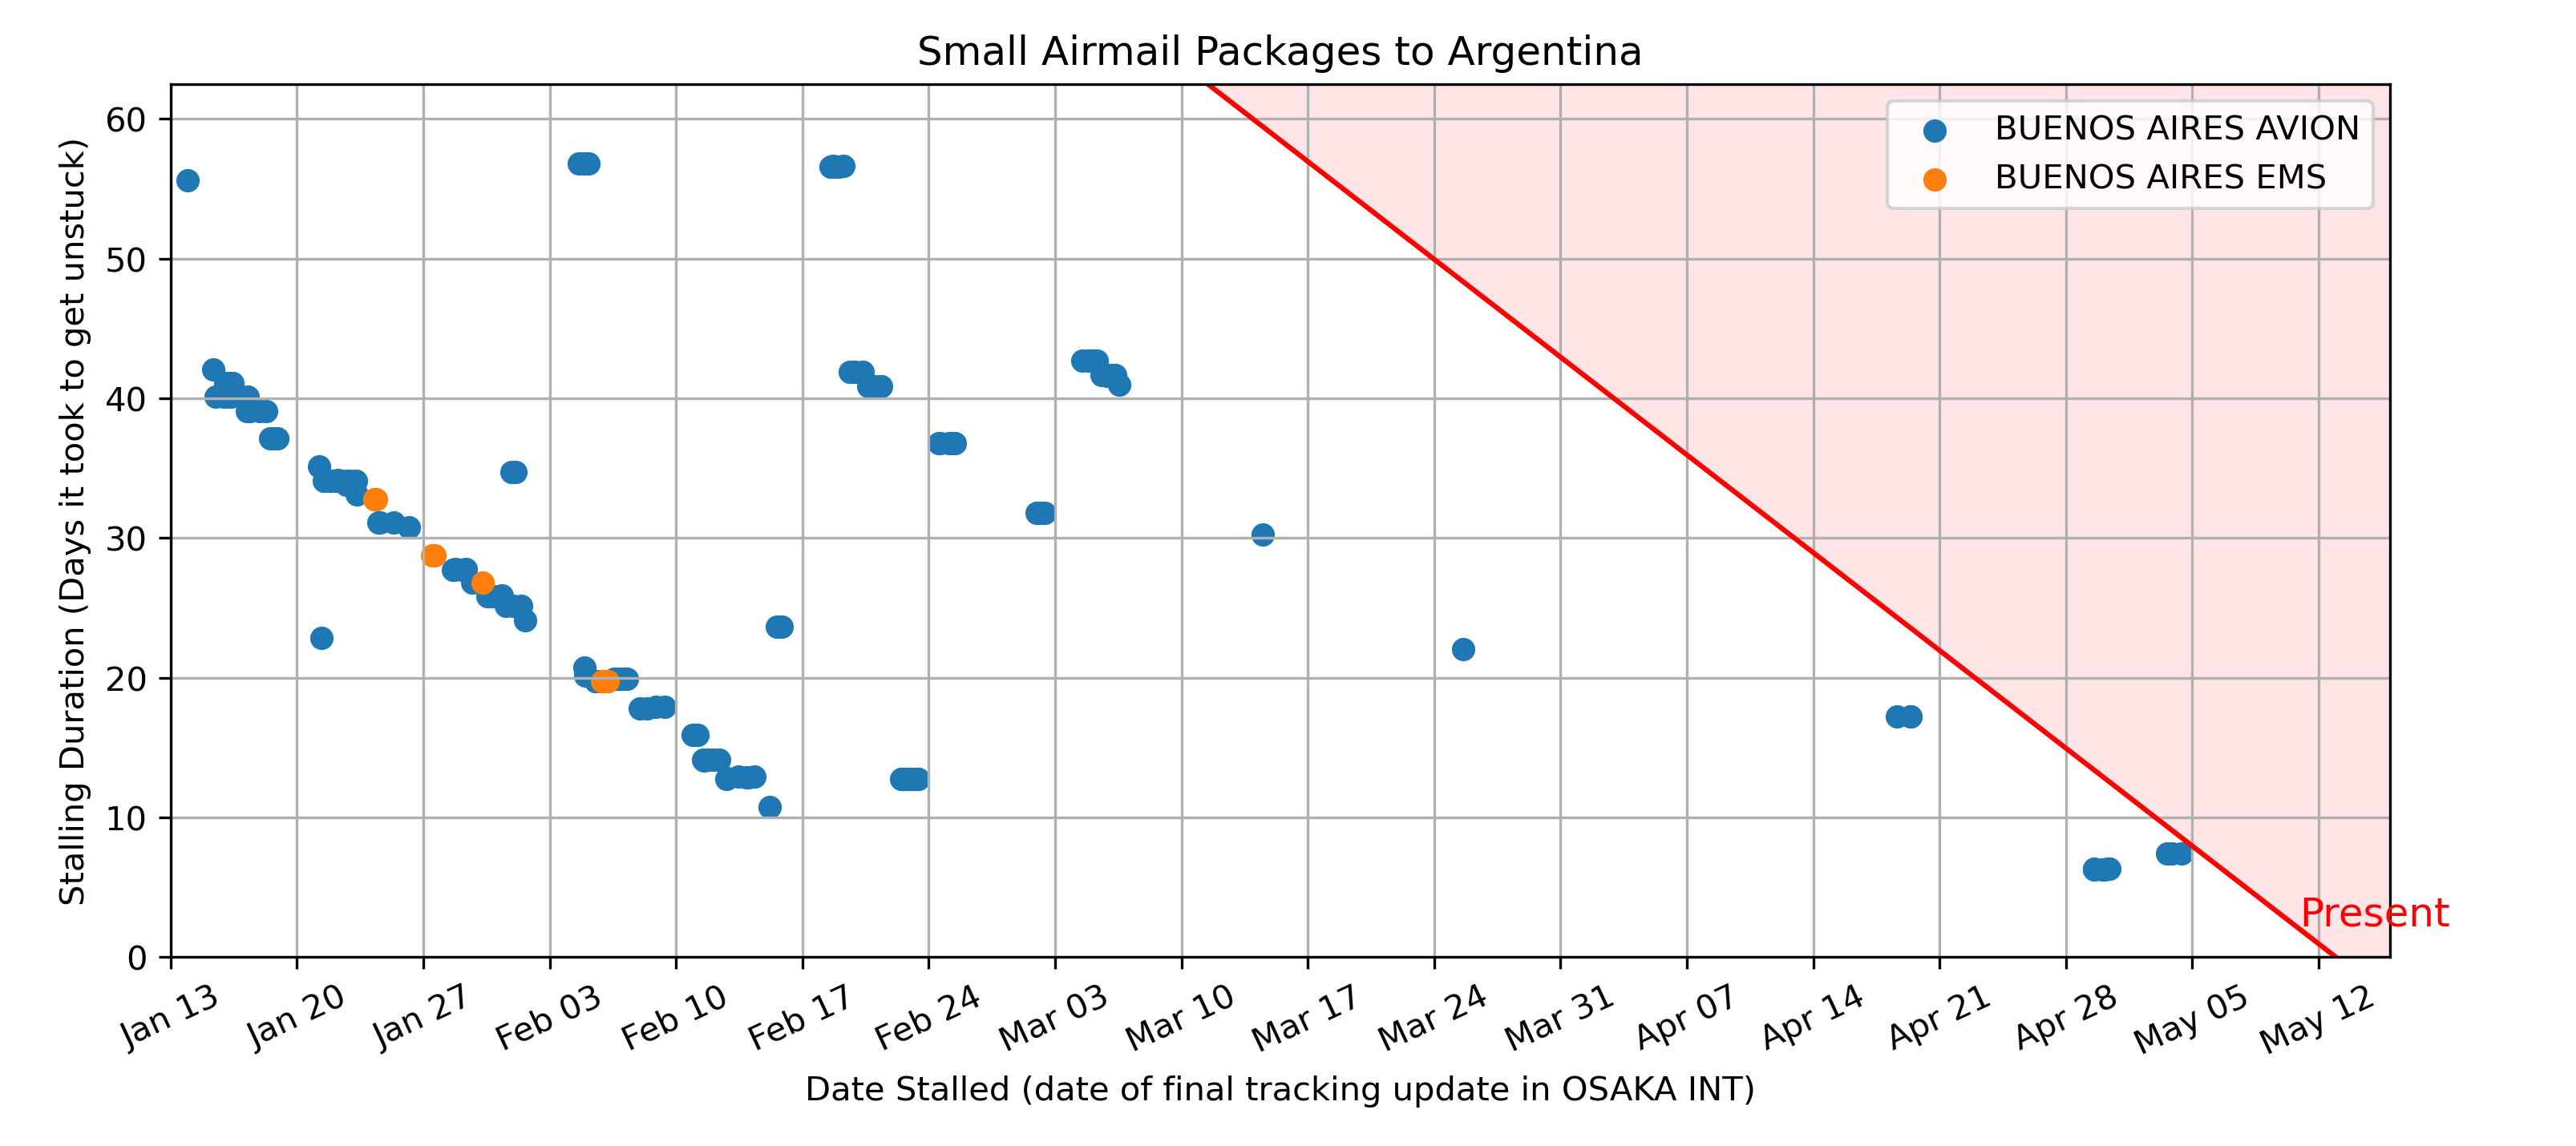 Small Airmail Packages to Argentina
Stalling Duration (Days it took to get unstuck)
60
50
40
30
20
10
0
BUENOS AIRES AVION
BUENOS AIRES EMS
Present
Jan 13
Jan 20
Jan 27
Feb 03
Feb 10
Feb 17
Feb 24
Mar 03
Mar 10
Mar 17
Mar 24
Mar 31
Apr 07
Apr 14
Apr 21
Apr 28
May 05
May 12
Date Stalled (date of final tracking update in OSAKA INT)